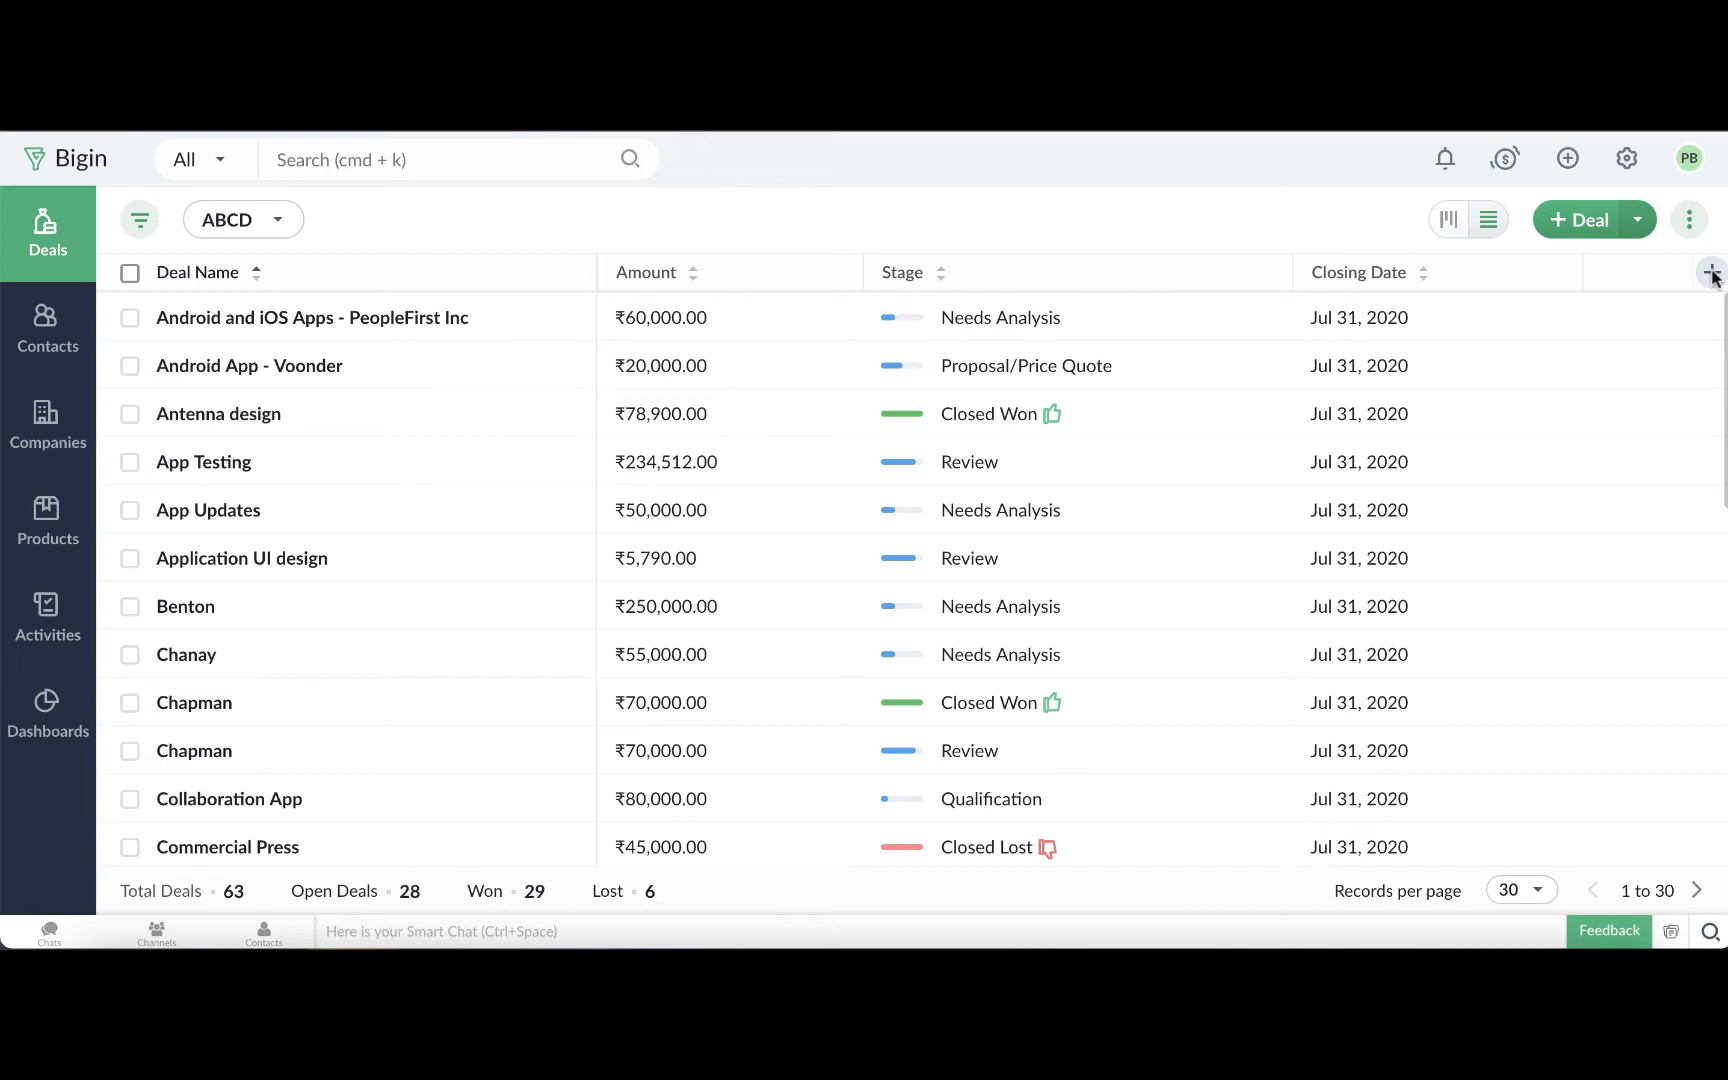 Bigin
All
Search (cmd + k)
PB
Deals
ABCD
+ Deal
Deal Name Amount Stage Closing Date
Android and iOS Apps - PeopleFirst Inc ₹60,000.00 Needs Analysis Jul 31, 2020
Android App - Voonder ₹20,000.00 Proposal/Price Quote Jul 31, 2020
Antenna design ₹78,900.00 Closed Won Jul 31, 2020
App Testing ₹234,512.00 Review Jul 31, 2020
App Updates ₹50,000.00 Needs Analysis Jul 31, 2020
Application UI design ₹5,790.00 Review Jul 31, 2020
Benton ₹250,000.00 Needs Analysis Jul 31, 2020
Chanay ₹55,000.00 Needs Analysis Jul 31, 2020
Chapman ₹70,000.00 Closed Won Jul 31, 2020
Chapman ₹70,000.00 Review Jul 31, 2020
Collaboration App ₹80,000.00 Qualification Jul 31, 2020
Commercial Press ₹45,000.00 Closed Lost Jul 31, 2020
Contacts
Companies
Products
Activities
Dashboards
Total Deals 63 Open Deals 28 Won 29 Lost 6 Records per page 30 1 to 30
Chats Channels Contacts Here is your Smart Chat (Ctrl+Space) Feedback